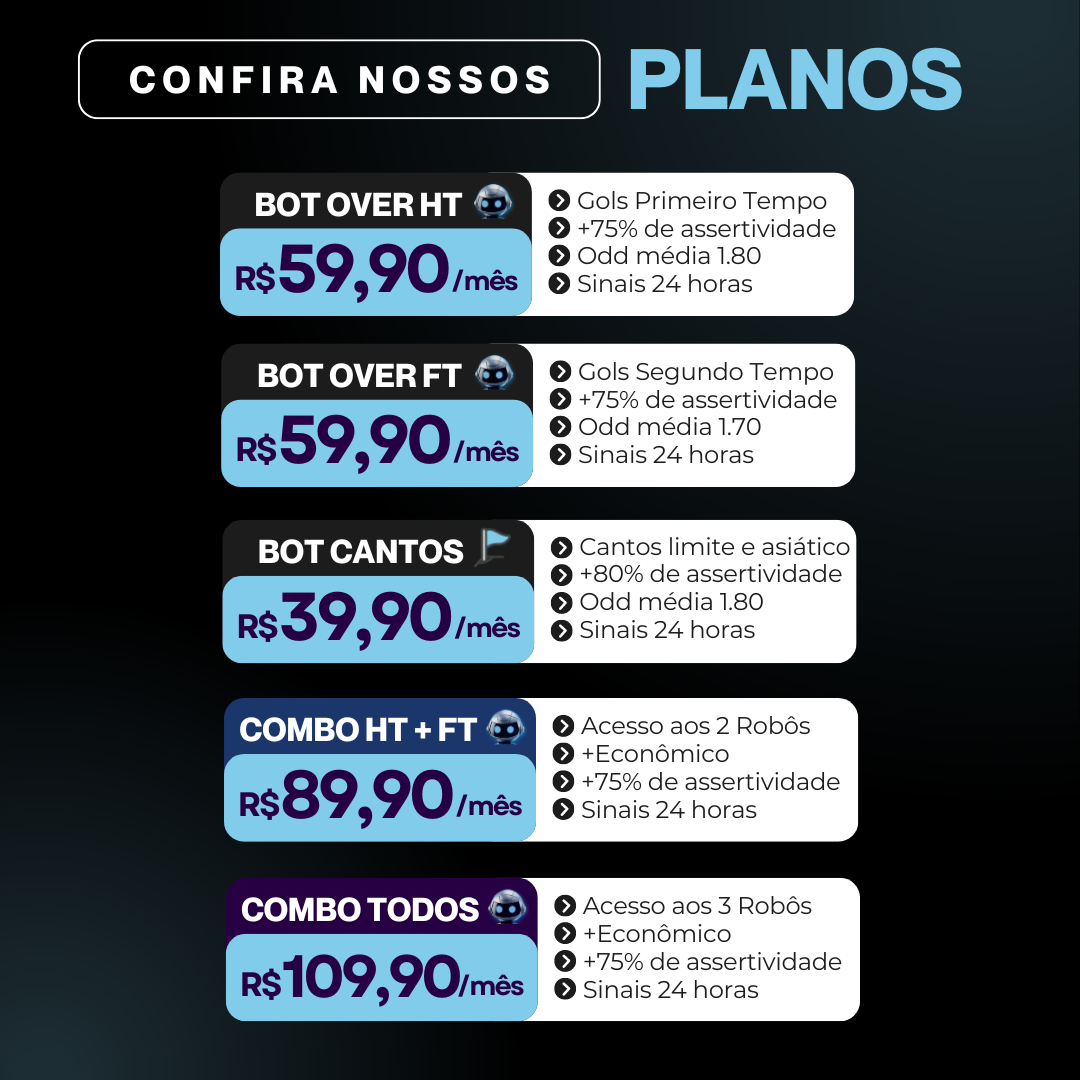 CONFIRA NOSSOS PLANOS
BOT OVER HT
R$59,90/mês
Gols Primeiro Tempo
+75% de assertividade
Odd média 1.80
Sinais 24 horas
BOT OVER FT
R$59,90/mês
Gols Segundo Tempo
+75% de assertividade
Odd média 1.70
Sinais 24 horas
BOT CANTOS
R$39,90/mês
Cantos limite e asiático
+80% de assertividade
Odd média 1.80
Sinais 24 horas
COMBO HT + FT
R$89,90/mês
Acesso aos 2 Robôs
+Econômico
+75% de assertividade
Sinais 24 horas
COMBO TODOS
R$109,90/mês
Acesso aos 3 Robôs
+Econômico
+75% de assertividade
Sinais 24 horas